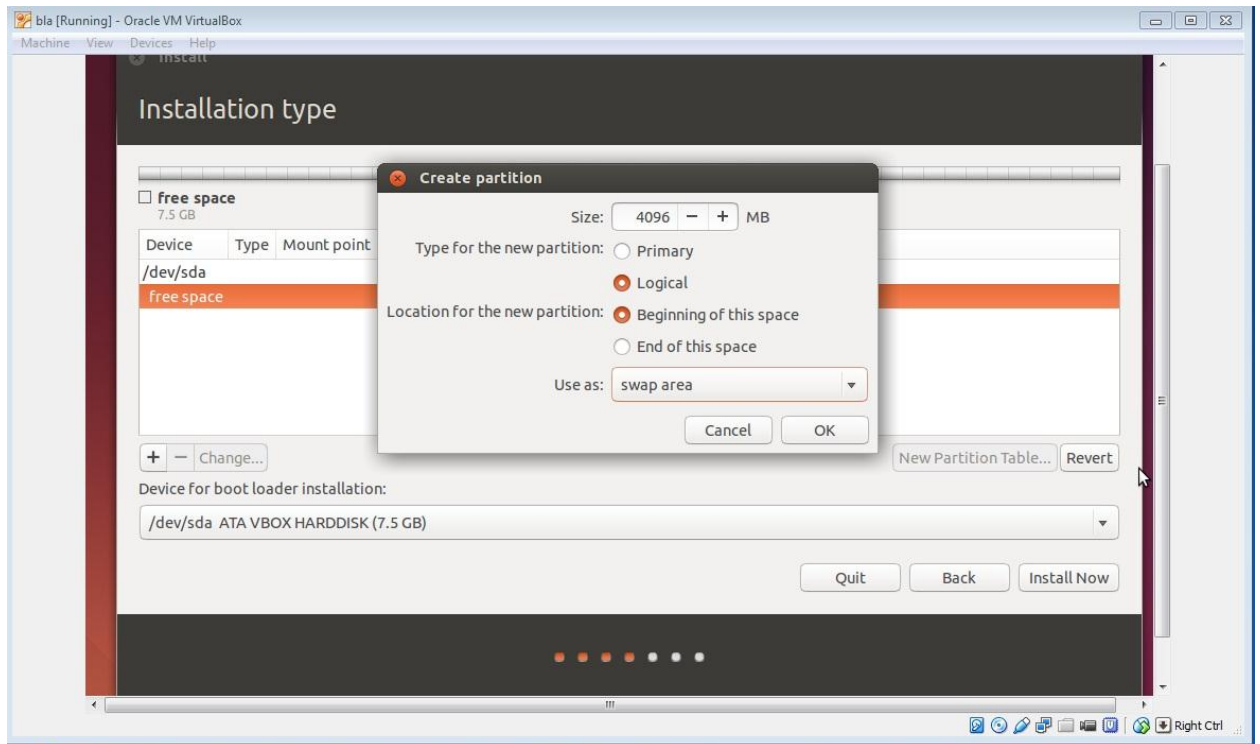 bla [Running] - Oracle VM VirtualBox
Machine View Devices Help
Install
Installation type
free space
7.5 GB
Device Type Mount point
/dev/sda
free space
Create partition
Size: 4096 − + MB
Type for the new partition: Primary
Logical
Location for the new partition: Beginning of this space
End of this space
Use as: swap area
Cancel OK
+ − Change... New Partition Table... Revert
Device for boot loader installation:
/dev/sda ATA VBOX HARDDISK (7.5 GB)
Quit Back Install Now
Right Ctrl